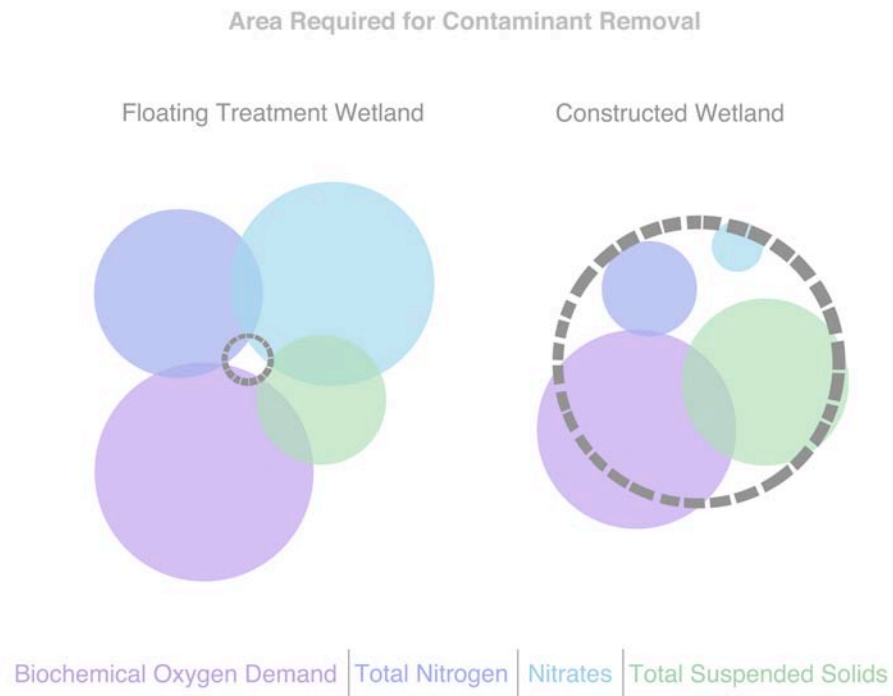 Area Required for Contaminant Removal
Floating Treatment Wetland
Constructed Wetland
Biochemical Oxygen Demand | Total Nitrogen | Nitrates | Total Suspended Solids